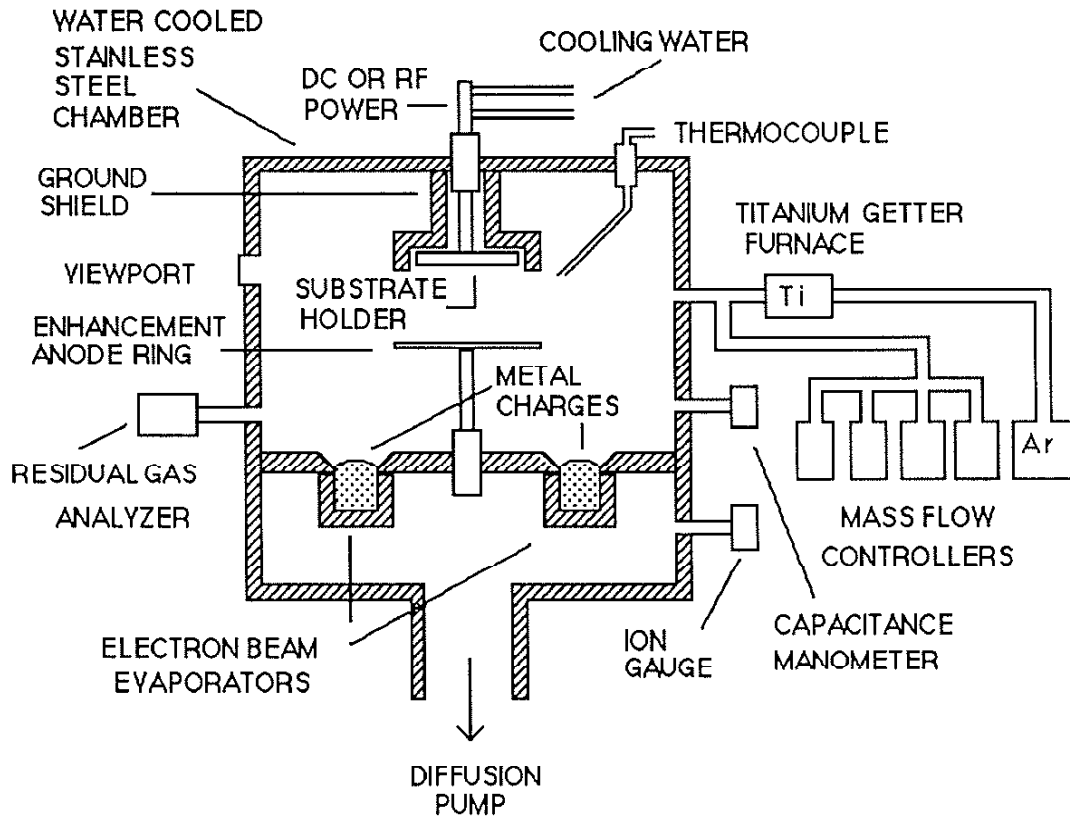 WATER COOLED
STAINLESS
STEEL
CHAMBER
COOLING WATER
DC OR RF
POWER
THERMOCOUPLE
GROUND
SHIELD
TITANIUM GETTER
FURNACE
VIEWPORT
SUBSTRATE
HOLDER
Ti
ENHANCEMENT
ANODE RING
METAL
CHARGES
Ar
RESIDUAL GAS
ANALYZER
MASS FLOW
CONTROLLERS
ELECTRON BEAM
EVAPORATORS
ION
GAUGE
CAPACITANCE
MANOMETER
DIFFUSION
PUMP